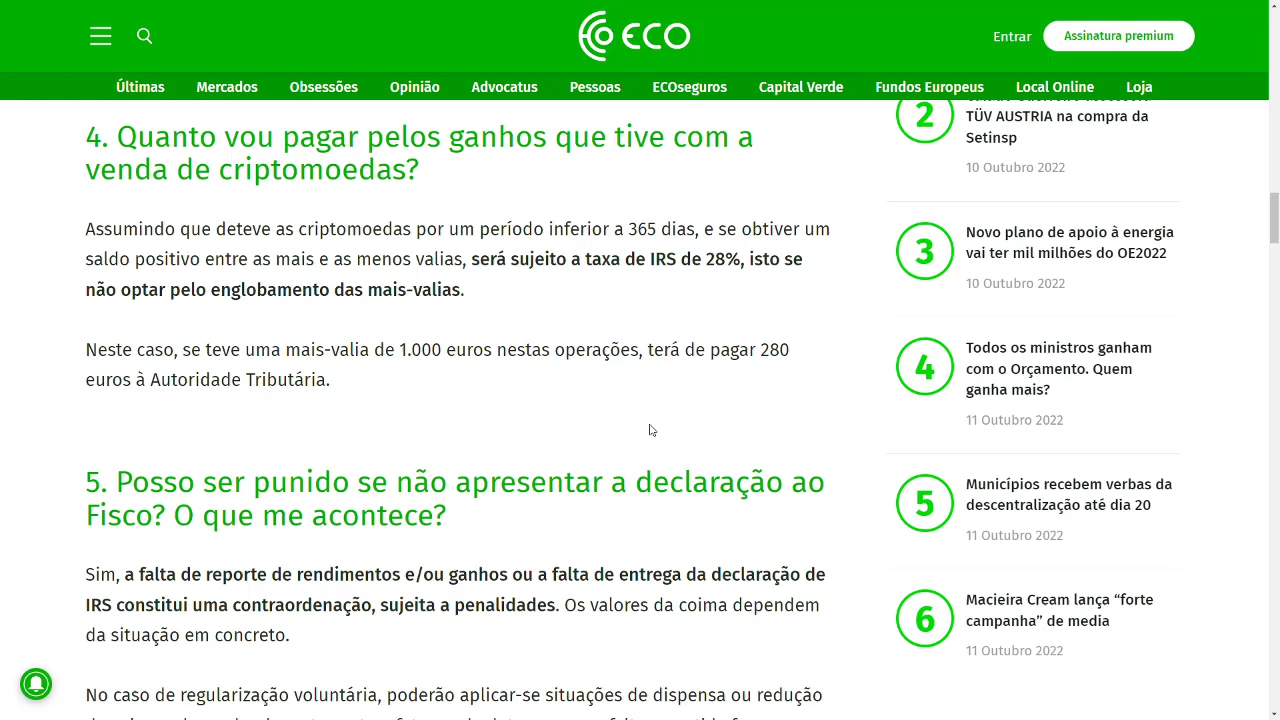 ECO
Entrar
Assinatura premium
Últimas
Mercados
Obsessões
Opinião
Advocatus
Pessoas
ECOseguros
Capital Verde
Fundos Europeus
Local Online
Loja
4. Quanto vou pagar pelos ganhos que tive com a
venda de criptomoedas?
Assumindo que deteve as criptomoedas por um período inferior a 365 dias, e se obtiver um
saldo positivo entre as mais e as menos valias, será sujeito a taxa de IRS de 28%, isto se
não optar pelo englobamento das mais-valias.
Neste caso, se teve uma mais-valia de 1.000 euros nestas operações, terá de pagar 280
euros à Autoridade Tributária.
5. Posso ser punido se não apresentar a declaração ao
Fisco? O que me acontece?
Sim, a falta de reporte de rendimentos e/ou ganhos ou a falta de entrega da declaração de
IRS constitui uma contraordenação, sujeita a penalidades. Os valores da coima dependem
da situação em concreto.
No caso de regularização voluntária, poderão aplicar-se situações de dispensa ou redução
2
TÜV AUSTRIA na compra da
Setinsp
10 Outubro 2022
3
Novo plano de apoio à energia
vai ter mil milhões do OE2022
10 Outubro 2022
4
Todos os ministros ganham
com o Orçamento. Quem
ganha mais?
11 Outubro 2022
5
Municípios recebem verbas da
descentralização até dia 20
11 Outubro 2022
6
Macieira Cream lança “forte
campanha” de media
11 Outubro 2022